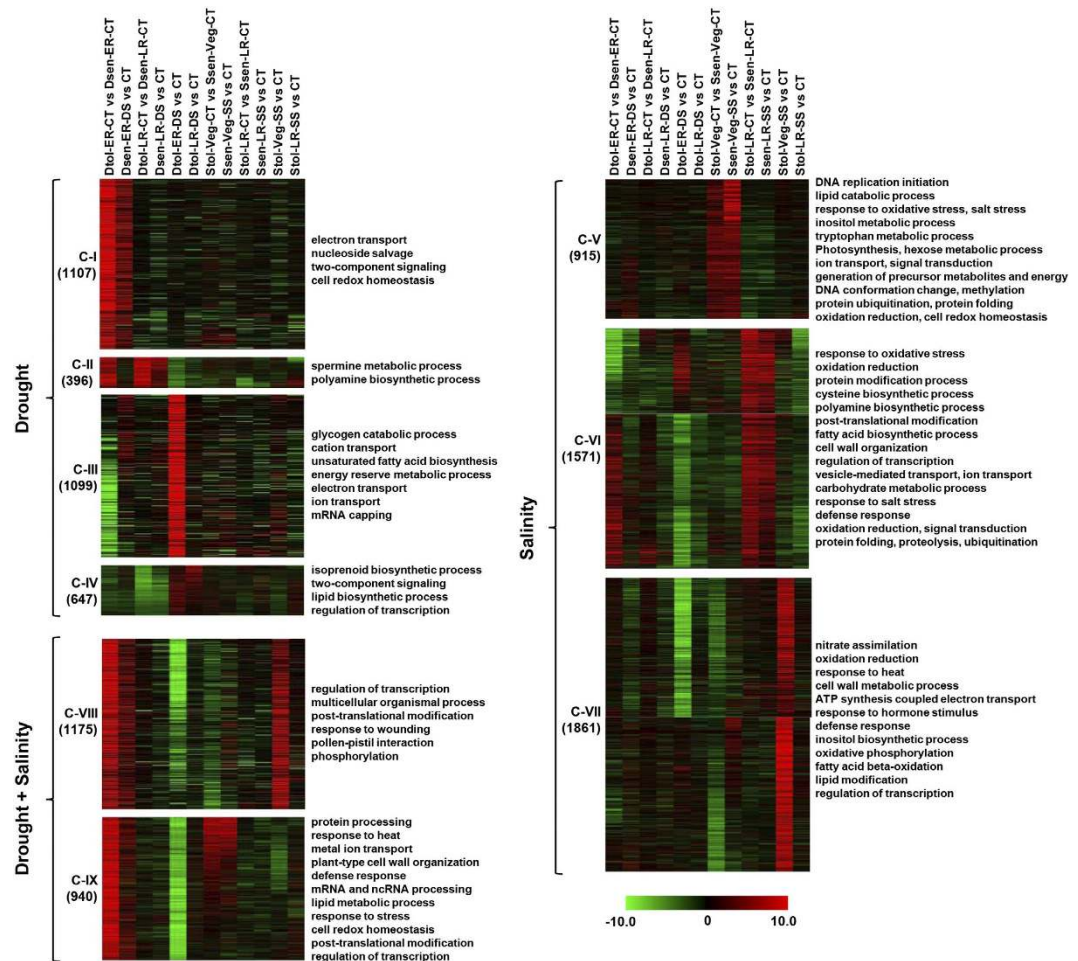 Dtol-ER-CT vs Dsen-ER-CT
Dsen-ER-DS vs CT
Dtol-LR-CT vs Dsen-LR-CT
Dsen-LR-DS vs CT
Dtol-ER-DS vs CT
Dtol-LR-DS vs CT
Stol-Veg-CT vs Ssen-Veg-CT
Ssen-Veg-SS vs CT
Stol-LR-CT vs Ssen-LR-CT
Ssen-LR-SS vs CT
Stol-Veg-SS vs CT
Stol-LR-SS vs CT
Drought
C-I
(1107)
electron transport
nucleoside salvage
two-component signaling
cell redox homeostasis
C-II
(396)
spermine metabolic process
polyamine biosynthetic process
C-III
(1099)
glycogen catabolic process
cation transport
unsaturated fatty acid biosynthesis
energy reserve metabolic process
electron transport
ion transport
mRNA capping
C-IV
(647)
isoprenoid biosynthetic process
two-component signaling
lipid biosynthetic process
regulation of transcription
Drought + Salinity
C-VIII
(1175)
regulation of transcription
multicellular organismal process
post-translational modification
response to wounding
pollen-pistil interaction
phosphorylation
C-IX
(940)
protein processing
response to heat
metal ion transport
plant-type cell wall organization
defense response
mRNA and ncRNA processing
lipid metabolic process
response to stress
cell redox homeostasis
post-translational modification
regulation of transcription
Dtol-ER-CT vs Dsen-ER-CT
Dsen-ER-DS vs CT
Dtol-LR-CT vs Dsen-LR-CT
Dsen-LR-DS vs CT
Dtol-ER-DS vs CT
Dtol-LR-DS vs CT
Stol-Veg-CT vs Ssen-Veg-CT
Ssen-Veg-SS vs CT
Stol-LR-CT vs Ssen-LR-CT
Ssen-LR-SS vs CT
Stol-Veg-SS vs CT
Stol-LR-SS vs CT
Salinity
C-V
(915)
DNA replication initiation
lipid catabolic process
response to oxidative stress, salt stress
inositol metabolic process
tryptophan metabolic process
Photosynthesis, hexose metabolic process
ion transport, signal transduction
generation of precursor metabolites and energy
DNA conformation change, methylation
protein ubiquitination, protein folding
oxidation reduction, cell redox homeostasis
C-VI
(1571)
response to oxidative stress
oxidation reduction
protein modification process
cysteine biosynthetic process
polyamine biosynthetic process
post-translational modification
fatty acid biosynthetic process
cell wall organization
regulation of transcription
vesicle-mediated transport, ion transport
carbohydrate metabolic process
response to salt stress
defense response
oxidation reduction, signal transduction
protein folding, proteolysis, ubiquitination
C-VII
(1861)
nitrate assimilation
oxidation reduction
response to heat
cell wall metabolic process
ATP synthesis coupled electron transport
response to hormone stimulus
defense response
inositol biosynthetic process
oxidative phosphorylation
fatty acid beta-oxidation
lipid modification
regulation of transcription
-10.0 0 10.0